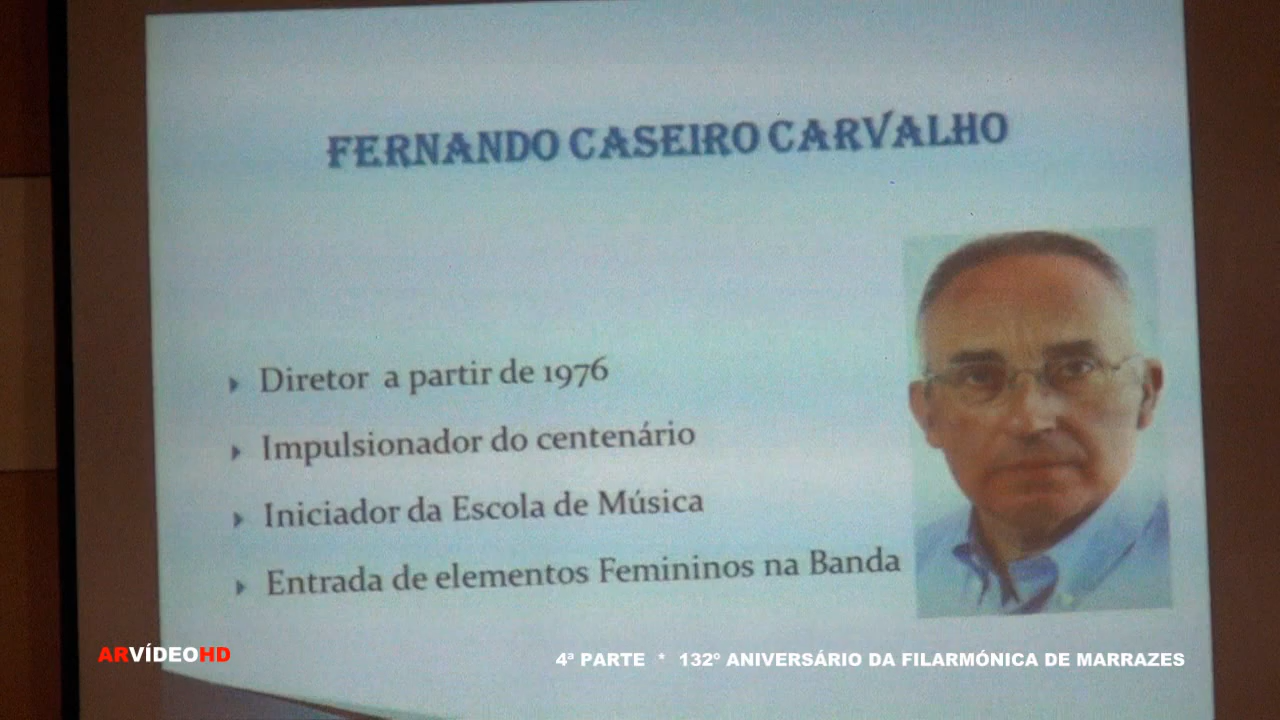 FERNANDO CASEIRO CARVALHO
Diretor a partir de 1976
Impulsionador do centenário
Iniciador da Escola de Música
Entrada de elementos Femininos na Banda
ARVÍDEOHD
4ª PARTE * 132º ANIVERSÁRIO DA FILARMÓNICA DE MARRAZES